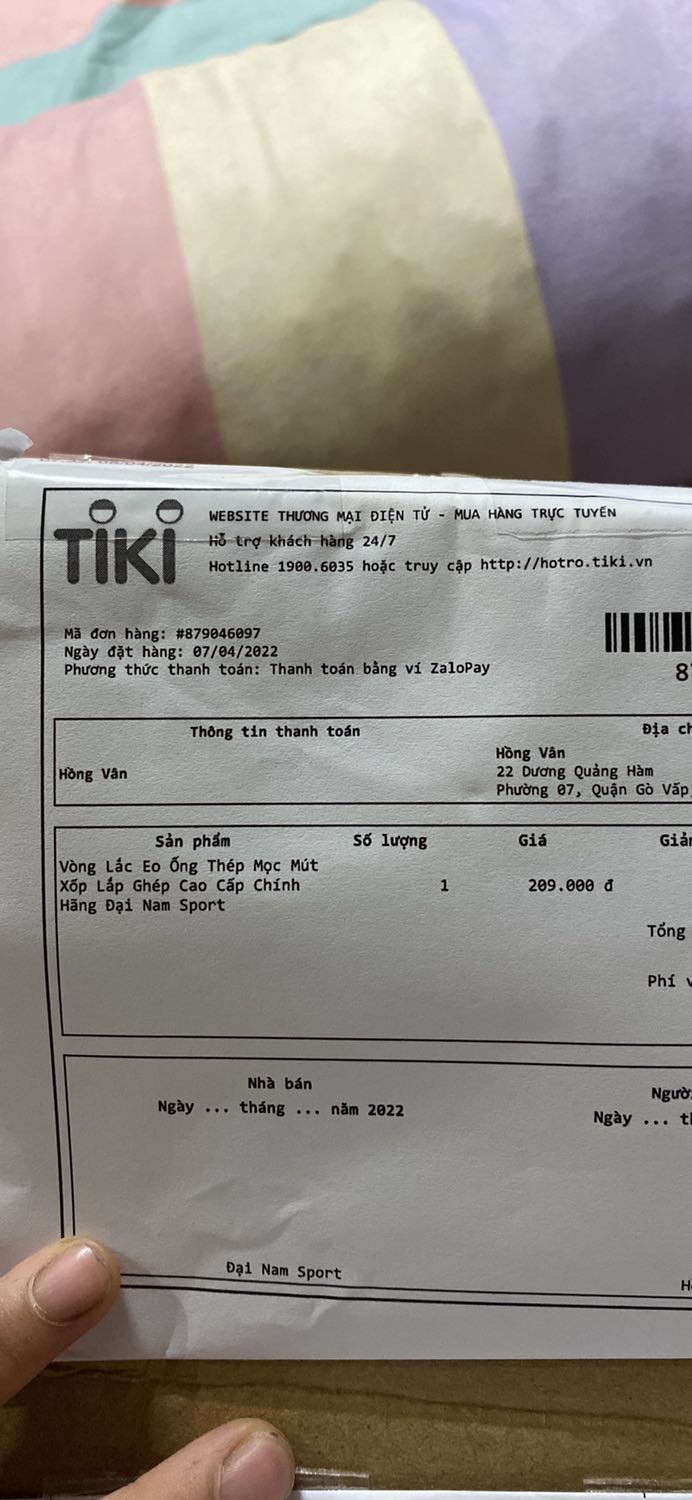 TiKi
WEBSITE THƯƠNG MẠI ĐIỆN TỬ - MUA HÀNG TRỰC TUYẾN
Hỗ trợ khách hàng 24/7
Hotline 1900.6035 hoặc truy cập http://hotro.tiki.vn
Mã đơn hàng: #879046097
Ngày đặt hàng: 07/04/2022
Phương thức thanh toán: Thanh toán bằng ví ZaloPay
Thông tin thanh toán
Địa
Hồng Vân
Hồng Vân
22 Dương Quảng Hàm
Phường 07, Quận Gò Vấp,
Sản phẩm Số lượng Giá
Vòng Lắc Eo Ống Thép Mọc Mút
Xốp Lắp Ghép Cao Cấp Chính 1 209.000 đ
Hãng Đại Nam Sport
Tổng
Phí
Nhà bán
Ngày ... tháng ... năm 2022
Ngày ...
Đại Nam Sport